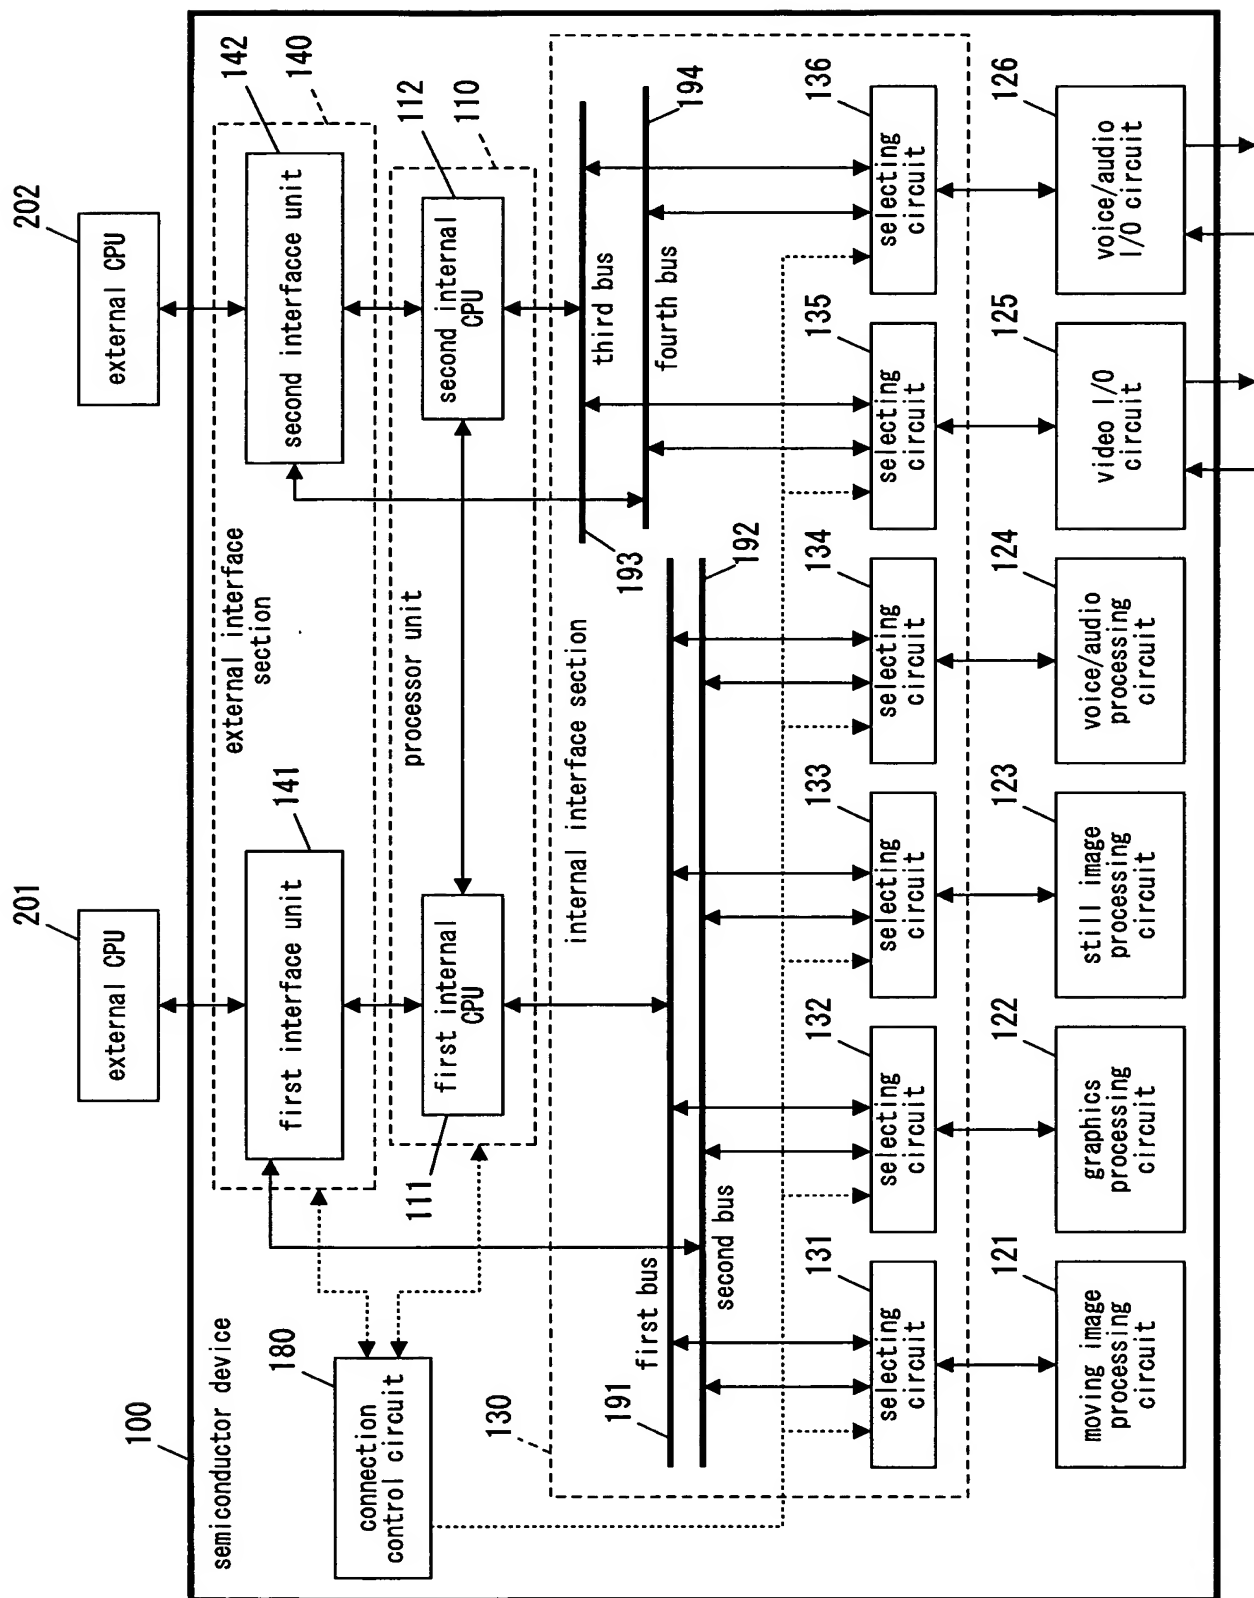 100
semiconductor device
201
external CPU
202
external CPU
142
140
external interface
section
141
first interface unit
second interface unit
180
connection
control circuit
112
110
processor unit
111
first internal
CPU
second internal
CPU
130
internal interface section
193
third bus
fourth bus
194
191
first bus
second bus
192
131
selecting
circuit
132
selecting
circuit
133
selecting
circuit
134
selecting
circuit
135
selecting
circuit
136
selecting
circuit
121
moving image
processing
circuit
122
graphics
processing
circuit
123
still image
processing
circuit
124
voice/audio
processing
circuit
125
video I/O
circuit
126
voice/audio
I/O circuit